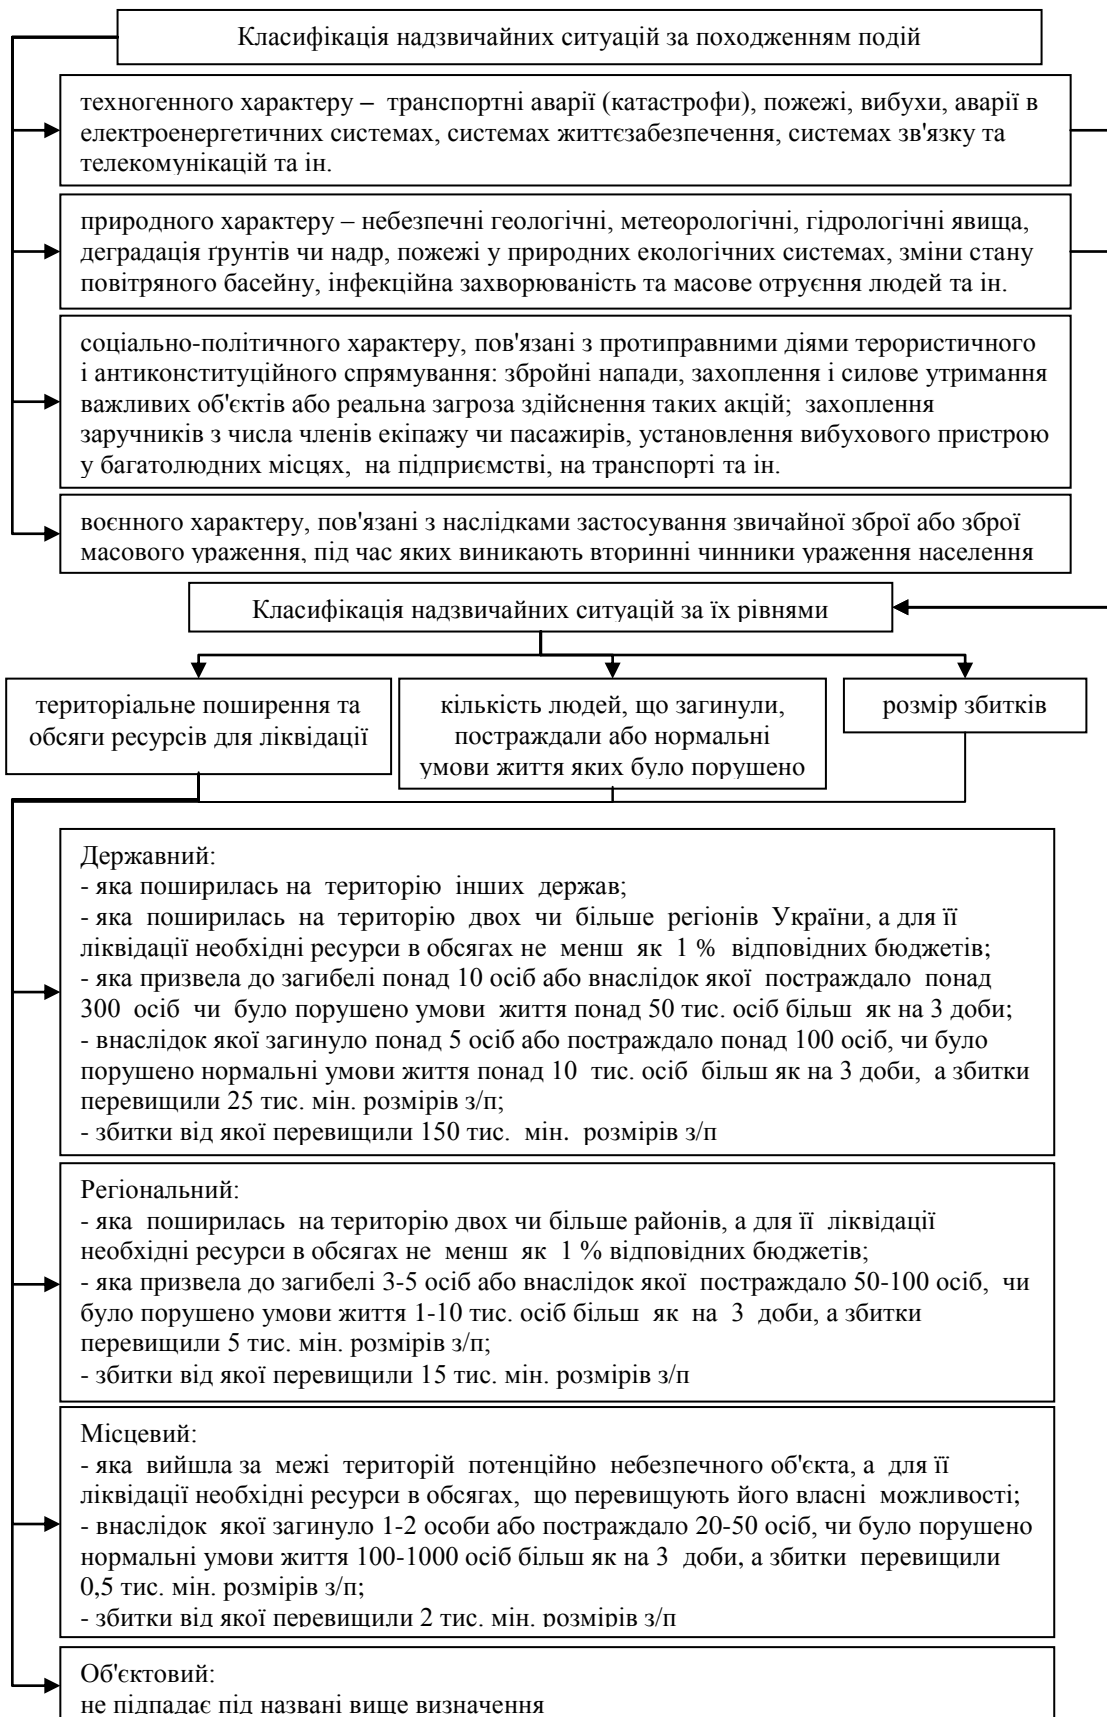 Класифікація надзвичайних ситуацій за походженням подій
техногенного характеру – транспортні аварії (катастрофи), пожежі, вибухи, аварії в
електроенергетичних системах, системах життєзабезпечення, системах зв'язку та
телекомунікацій та ін.
природного характеру – небезпечні геологічні, метеорологічні, гідрологічні явища,
деградація ґрунтів чи надр, пожежі у природних екологічних системах, зміни стану
повітряного басейну, інфекційна захворюваність та масове отруєння людей та ін.
соціально-політичного характеру, пов'язані з протиправними діями терористичного
і антиконституційного спрямування: збройні напади, захоплення і силове утримання
важливих об'єктів або реальна загроза здійснення таких акцій; захоплення
заручників з числа членів екіпажу чи пасажирів, установлення вибухового пристрою
у багатолюдних місцях, на підприємстві, на транспорті та ін.
воєнного характеру, пов'язані з наслідками застосування звичайної зброї або зброї
масового ураження, під час яких виникають вторинні чинники ураження населення
Класифікація надзвичайних ситуацій за їх рівнями
територіальне поширення та
обсяги ресурсів для ліквідації
кількість людей, що загинули,
постраждали або нормальні
умови життя яких було порушено
розмір збитків
Державний:
- яка поширилась на територію інших держав;
- яка поширилась на територію двох чи більше регіонів України, а для її
ліквідації необхідні ресурси в обсягах не менш як 1 % відповідних бюджетів;
- яка призвела до загибелі понад 10 осіб або внаслідок якої постраждало понад
300 осіб чи було порушено умови життя понад 50 тис. осіб більш як на 3 доби;
- внаслідок якої загинуло понад 5 осіб або постраждало понад 100 осіб, чи було
порушено нормальні умови життя понад 10 тис. осіб більш як на 3 доби, а збитки
перевищили 25 тис. мін. розмірів з/п;
- збитки від якої перевищили 150 тис. мін. розмірів з/п
Регіональний:
- яка поширилась на територію двох чи більше районів, а для її ліквідації
необхідні ресурси в обсягах не менш як 1 % відповідних бюджетів;
- яка призвела до загибелі 3-5 осіб або внаслідок якої постраждало 50-100 осіб, чи
було порушено умови життя 1-10 тис. осіб більш як на 3 доби, а збитки
перевищили 5 тис. мін. розмірів з/п;
- збитки від якої перевищили 15 тис. мін. розмірів з/п
Місцевий:
- яка вийшла за межі територій потенційно небезпечного об'єкта, а для її
ліквідації необхідні ресурси в обсягах, що перевищують його власні можливості;
- внаслідок якої загинуло 1-2 особи або постраждало 20-50 осіб, чи було порушено
нормальні умови життя 100-1000 осіб більш як на 3 доби, а збитки перевищили
0,5 тис. мін. розмірів з/п;
- збитки від якої перевищили 2 тис. мін. розмірів з/п
Об'єктовий:
не підпадає під названі вище визначення